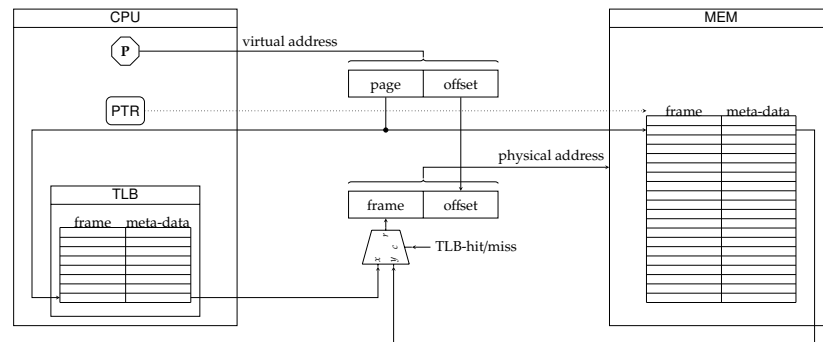 CPU
MEM
P
virtual address
page offset
PTR
frame meta-data
physical address
TLB
frame offset
frame meta-data
r
c
TLB-hit/miss
x y